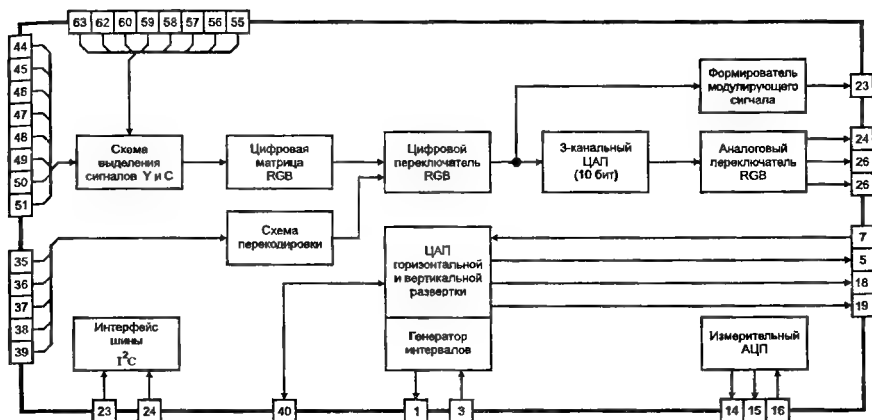 63 62 60 59 58 57 56 55
44
45
46
47
48
49
50
51
Схема
выделения
сигналов Y и C
Цифровая
матрица
RGB
Цифровой
переключатель
RGB
3-канальный
ЦАП
(10 бит)
Аналоговый
переключатель
RGB
Формирователь
модулирующего
сигнала
23
24
26
26
Схема
перекодировки
35
36
37
38
39
ЦАП
горизонтальной
и вертикальной
развертки
Генератор
интервалов
7
5
18
19
Интерфейс
шины
I²C
Измерительный
АЦП
23 24 40 1 3 14 15 16